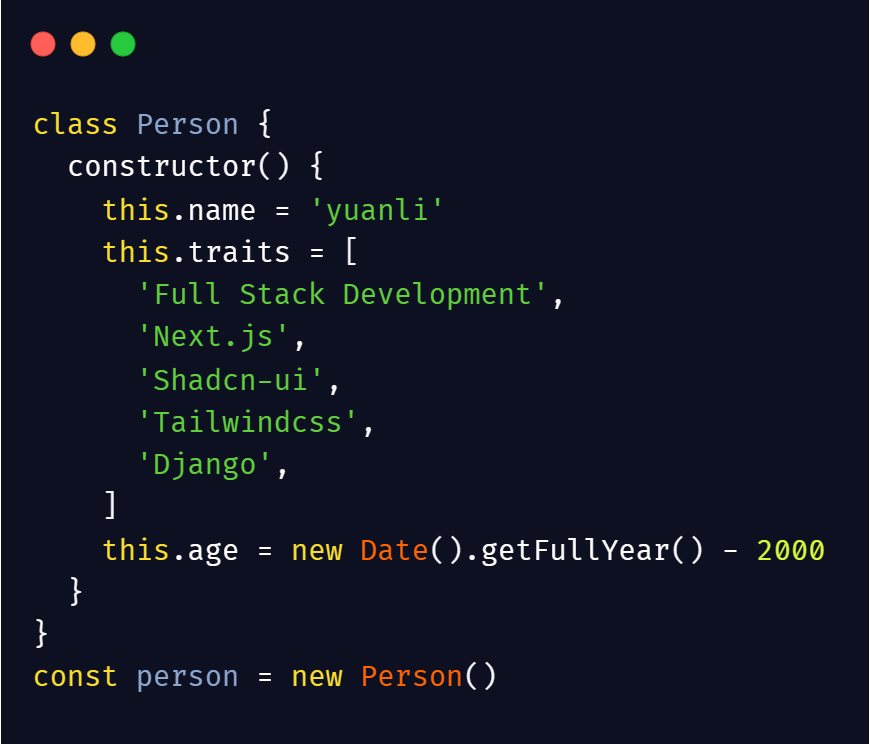 class Person {
  constructor() {
    this.name = 'yuanli'
    this.traits = [
      'Full Stack Development',
      'Next.js',
      'Shadcn-ui',
      'Tailwindcss',
      'Django',
    ]
    this.age = new Date().getFullYear() - 2000
  }
}
const person = new Person()